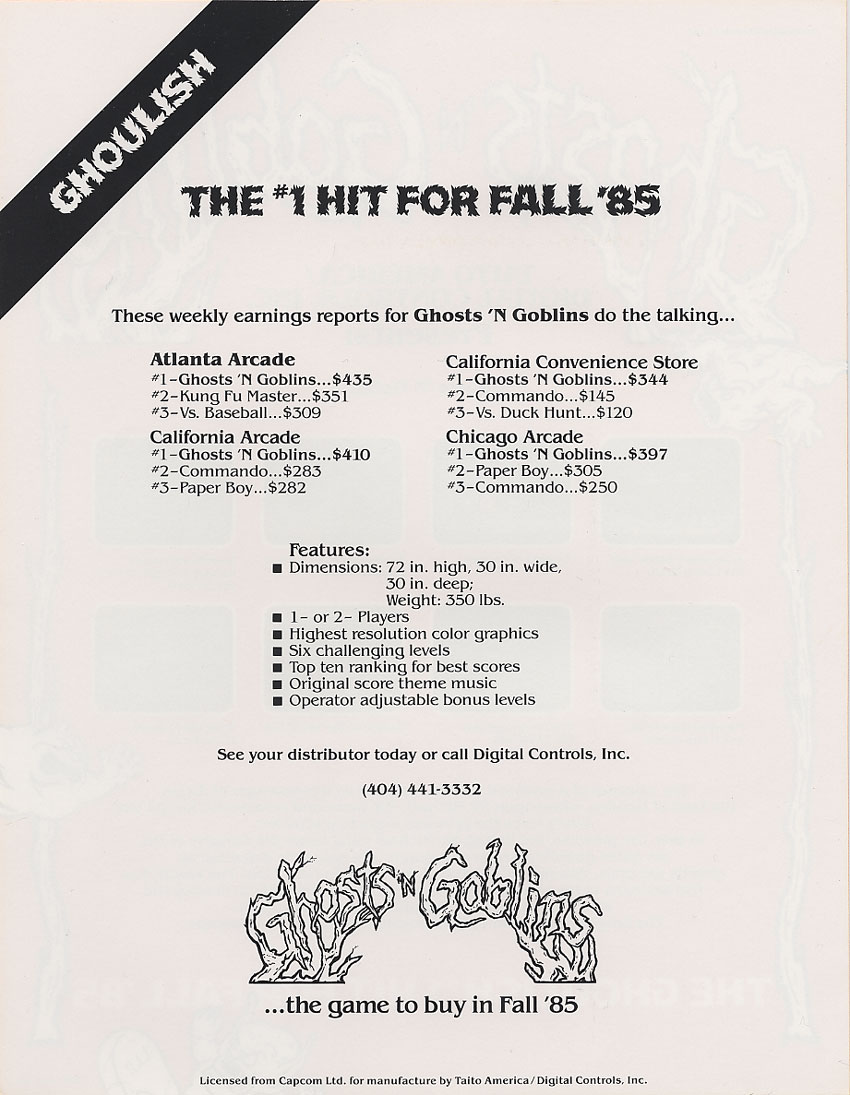 GHOULISH
THE #1 HIT FOR FALL '85
These weekly earnings reports for Ghosts 'N Goblins do the talking...
Atlanta Arcade
#1–Ghosts 'N Goblins...$435
#2–Kung Fu Master...$351
#3–Vs. Baseball...$309
California Arcade
#1–Ghosts 'N Goblins...$410
#2–Commando...$283
#3–Paper Boy...$282
California Convenience Store
#1–Ghosts 'N Goblins...$344
#2–Commando...$145
#3–Vs. Duck Hunt...$120
Chicago Arcade
#1–Ghosts 'N Goblins...$397
#2–Paper Boy...$305
#3–Commando...$250
Features:
■ Dimensions: 72 in. high, 30 in. wide,
30 in. deep;
Weight: 350 lbs.
■ 1– or 2– Players
■ Highest resolution color graphics
■ Six challenging levels
■ Top ten ranking for best scores
■ Original score theme music
■ Operator adjustable bonus levels
See your distributor today or call Digital Controls, Inc.
(404) 441-3332
Ghosts 'N Goblins
...the game to buy in Fall '85
Licensed from Capcom Ltd. for manufacture by Taito America/Digital Controls, Inc.